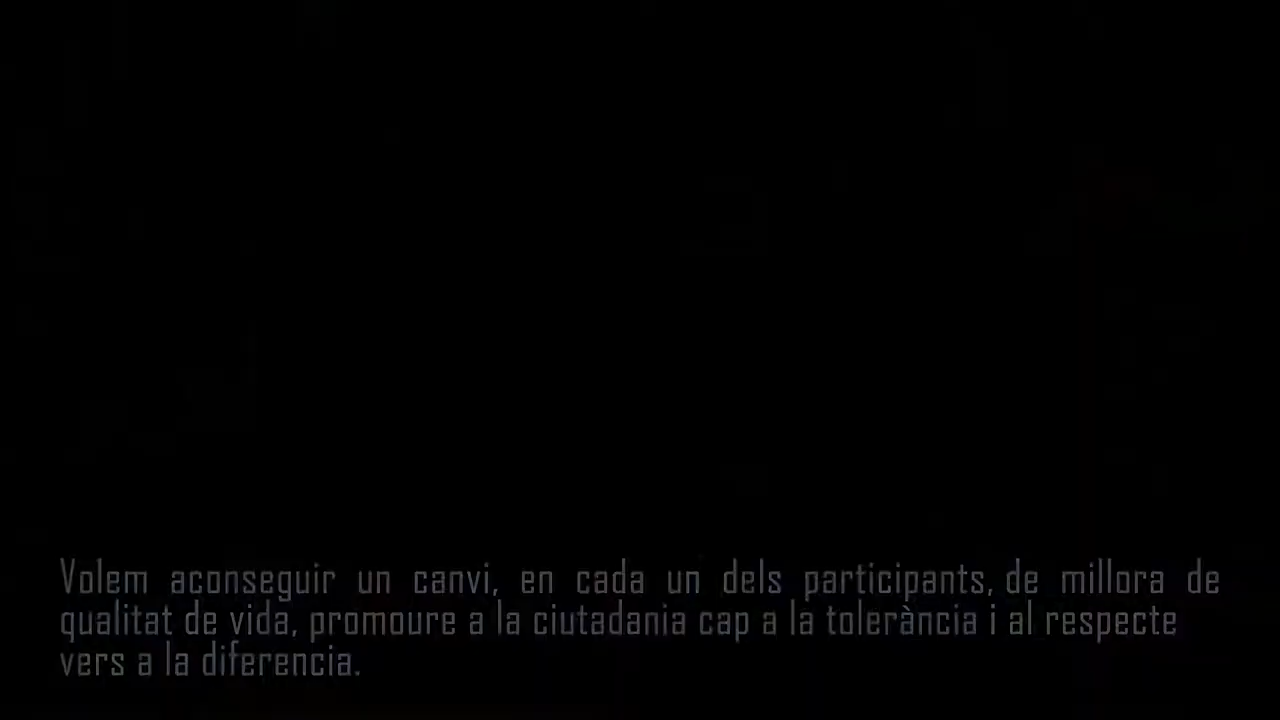 Volem aconseguir un canvi, en cada un dels participants, de millora de
qualitat de vida, promoure a la ciutadania cap a la tolerància i al respecte
vers a la diferencia.